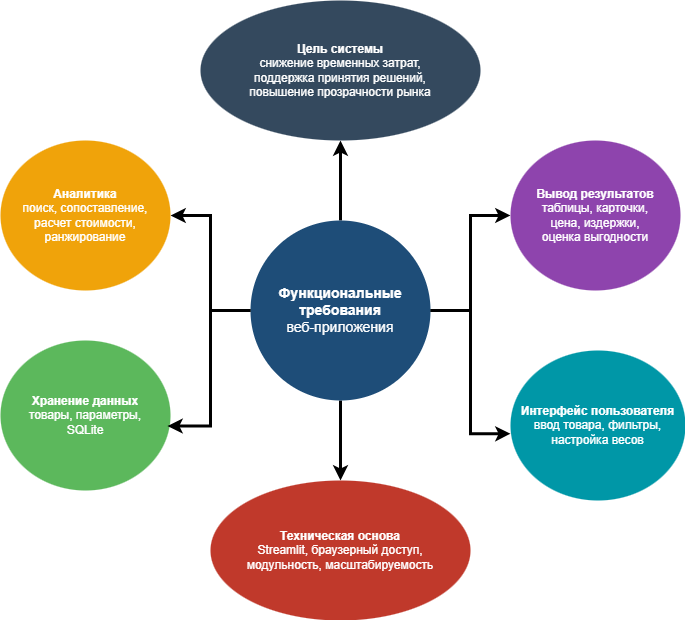 Цель системы
снижение временных затрат,
поддержка принятия решений,
повышение прозрачности рынка
Аналитика
поиск, сопоставление,
расчет стоимости,
ранжирование
Вывод результатов
таблицы, карточки,
цена, издержки,
оценка выгодности
Функциональные
требования
веб-приложения
Хранение данных
товары, параметры,
SQLite
Интерфейс пользователя
ввод товара, фильтры,
настройка весов
Техническая основа
Streamlit, браузерный доступ,
модульность, масштабируемость